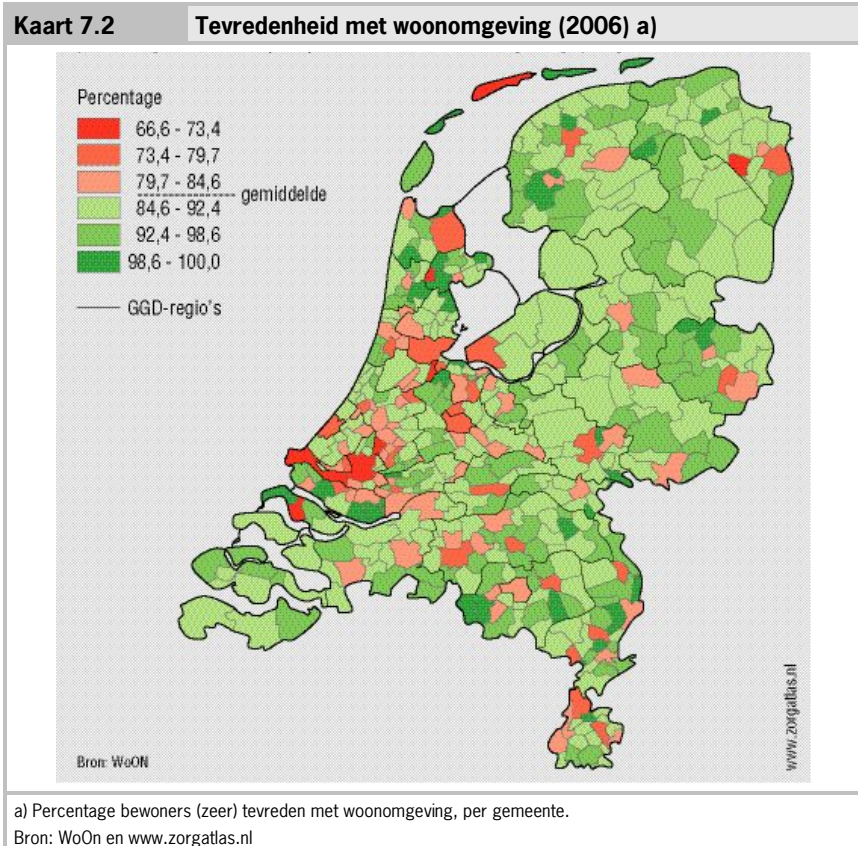 Kaart 7.2 Tevredenheid met woonomgeving (2006) a)
Percentage
66,6 - 73,4
73,4 - 79,7
79,7 - 84,6
gemiddelde
84,6 - 92,4
92,4 - 98,6
98,6 - 100,0
GGD-regio's
www.zorgatlas.nl
Bron: WoON
a) Percentage bewoners (zeer) tevreden met woonomgeving, per gemeente.
Bron: WoOn en www.zorgatlas.nl